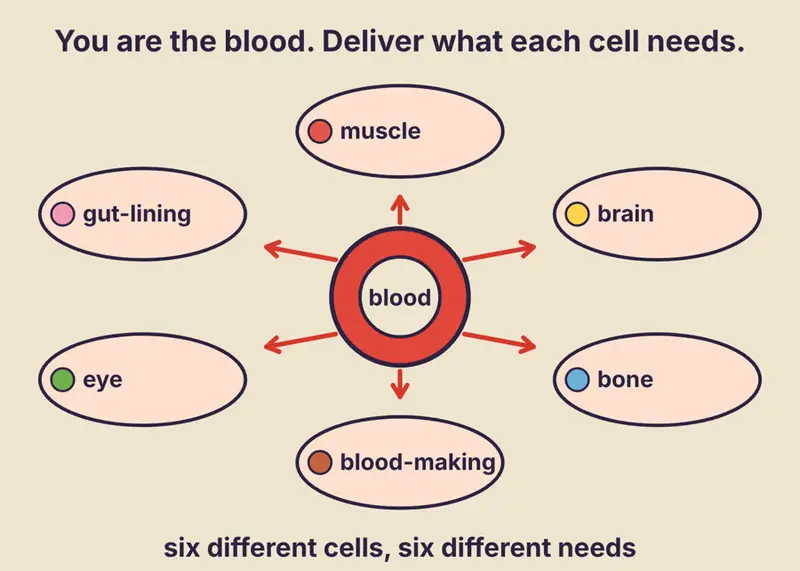 You are the blood. Deliver what each cell needs.
muscle
gut-lining
brain
blood
eye
bone
blood-making
six different cells, six different needs